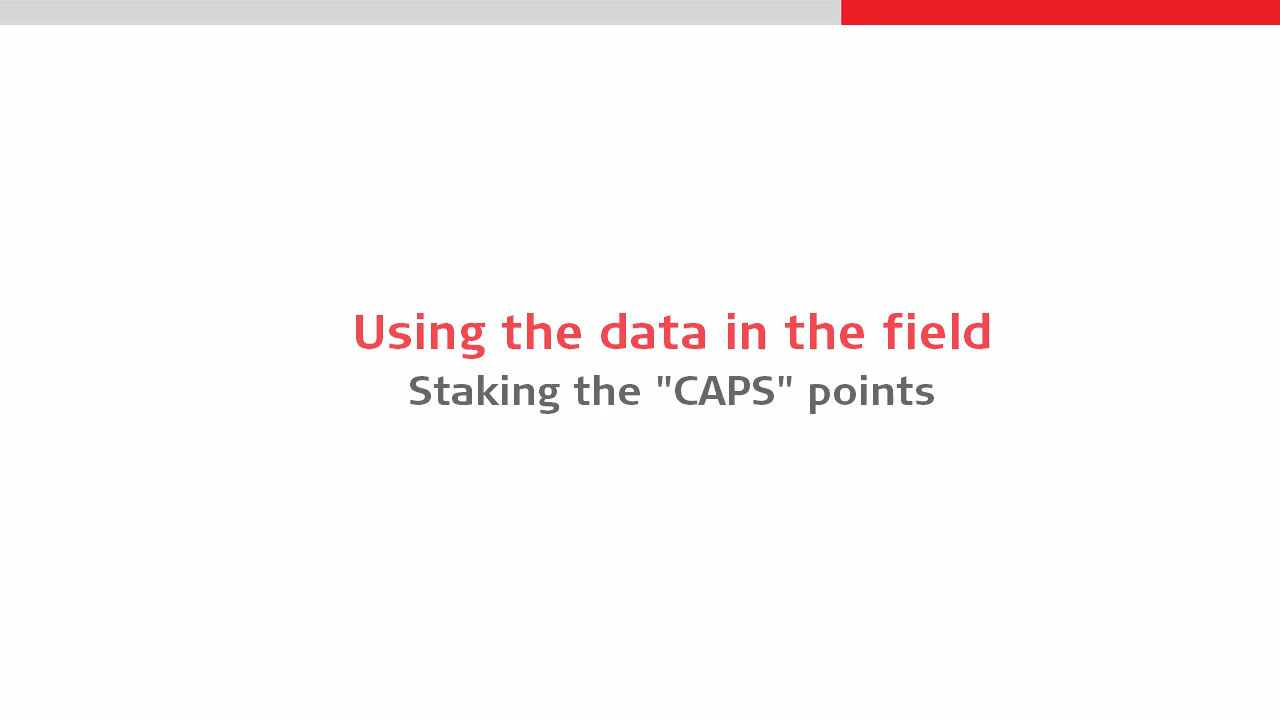 Using the data in the field
Staking the "CAPS" points